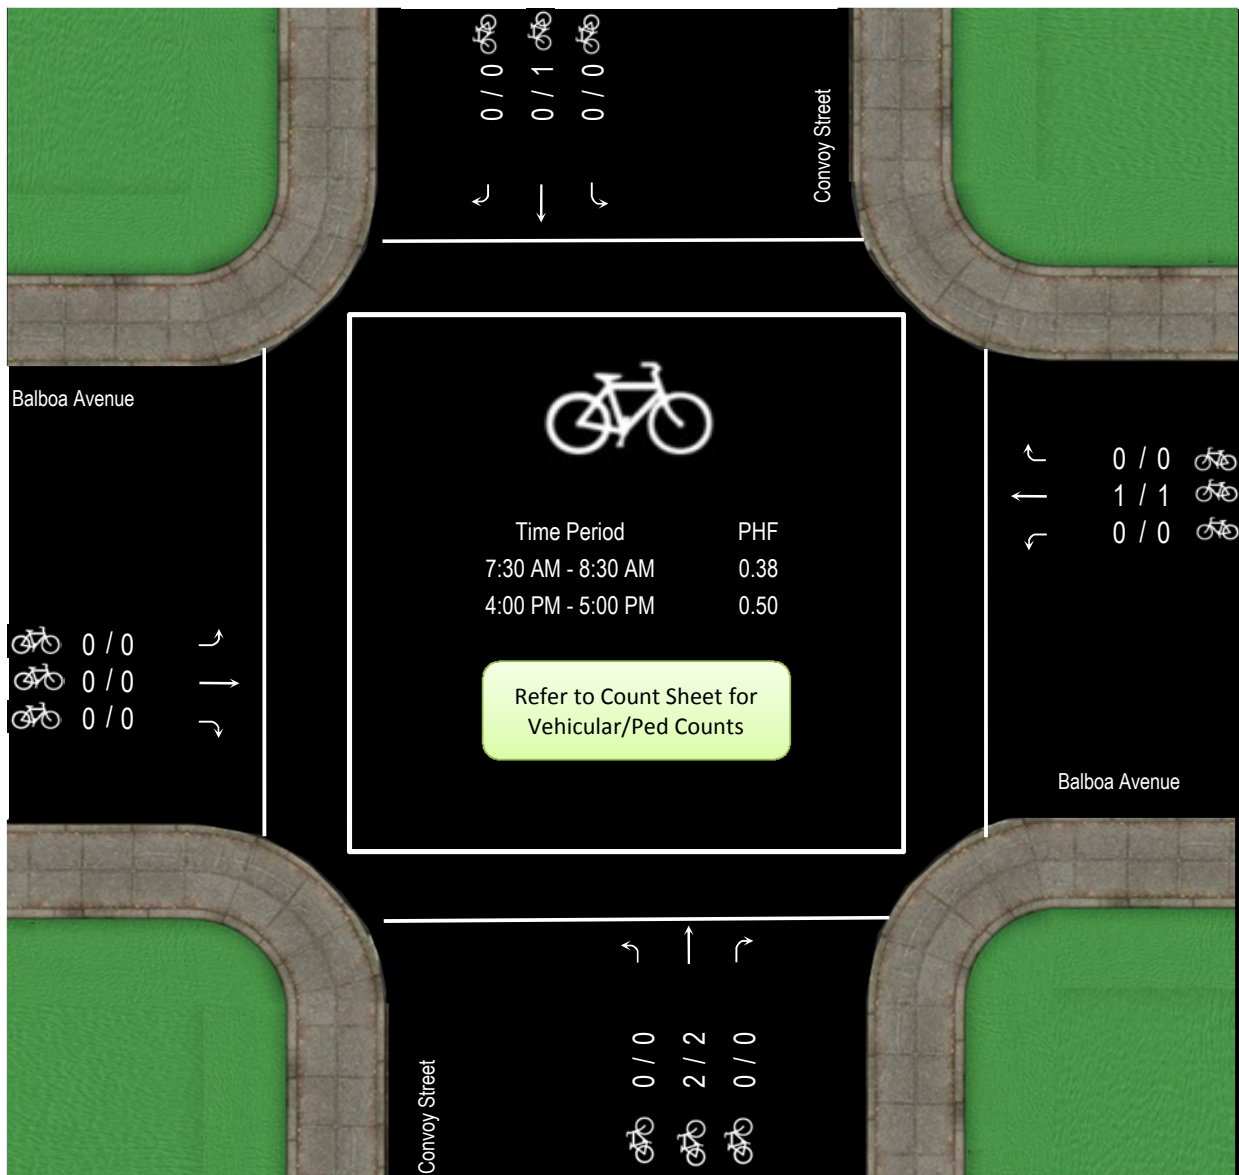 0 / 0
0 / 1
0 / 0
Convoy Street
Balboa Avenue
0 / 0
1 / 1
0 / 0
Time Period PHF
7:30 AM - 8:30 AM 0.38
4:00 PM - 5:00 PM 0.50
0 / 0
0 / 0
0 / 0
Refer to Count Sheet for
Vehicular/Ped Counts
Balboa Avenue
0 / 0
2 / 2
0 / 0
Convoy Street